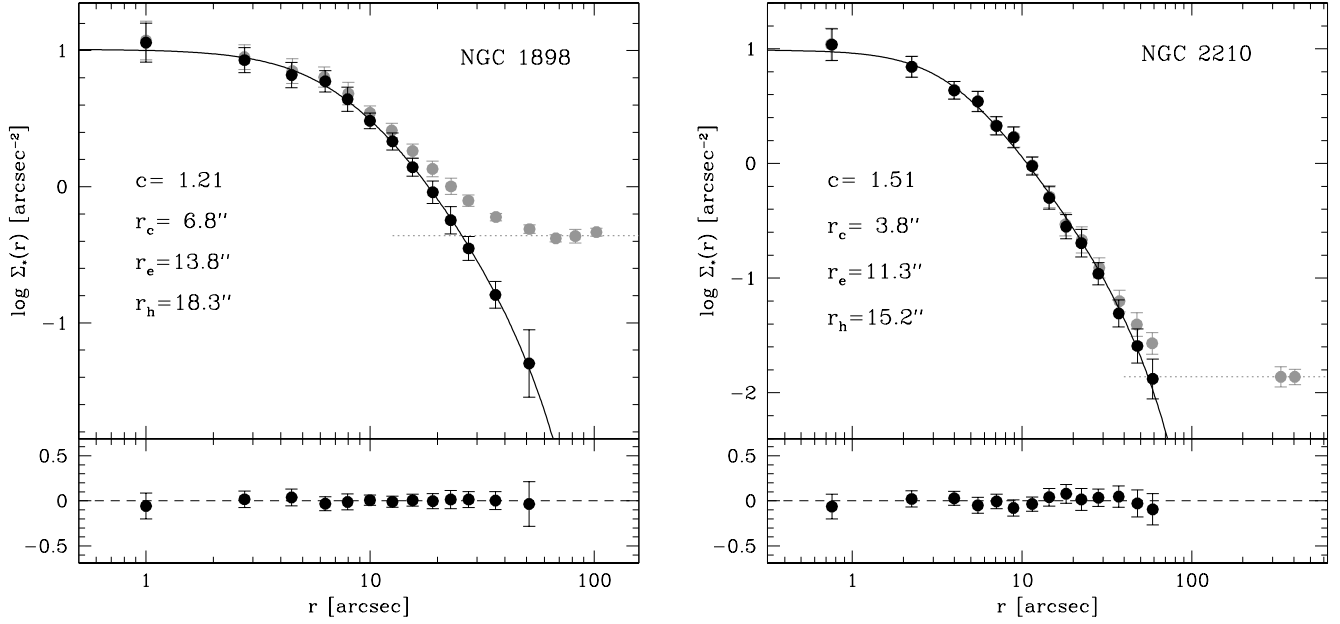 NGC 1898
log Σ*(r) [arcsec⁻²]
1
0
−1
c= 1.21
r_c= 6.8″
r_e=13.8″
r_h=18.3″
0.5
0
−0.5
1
10
100
r [arcsec]
NGC 2210
log Σ*(r) [arcsec⁻²]
1
0
−1
−2
c= 1.51
r_c= 3.8″
r_e=11.3″
r_h=15.2″
0.5
0
−0.5
1
10
100
r [arcsec]